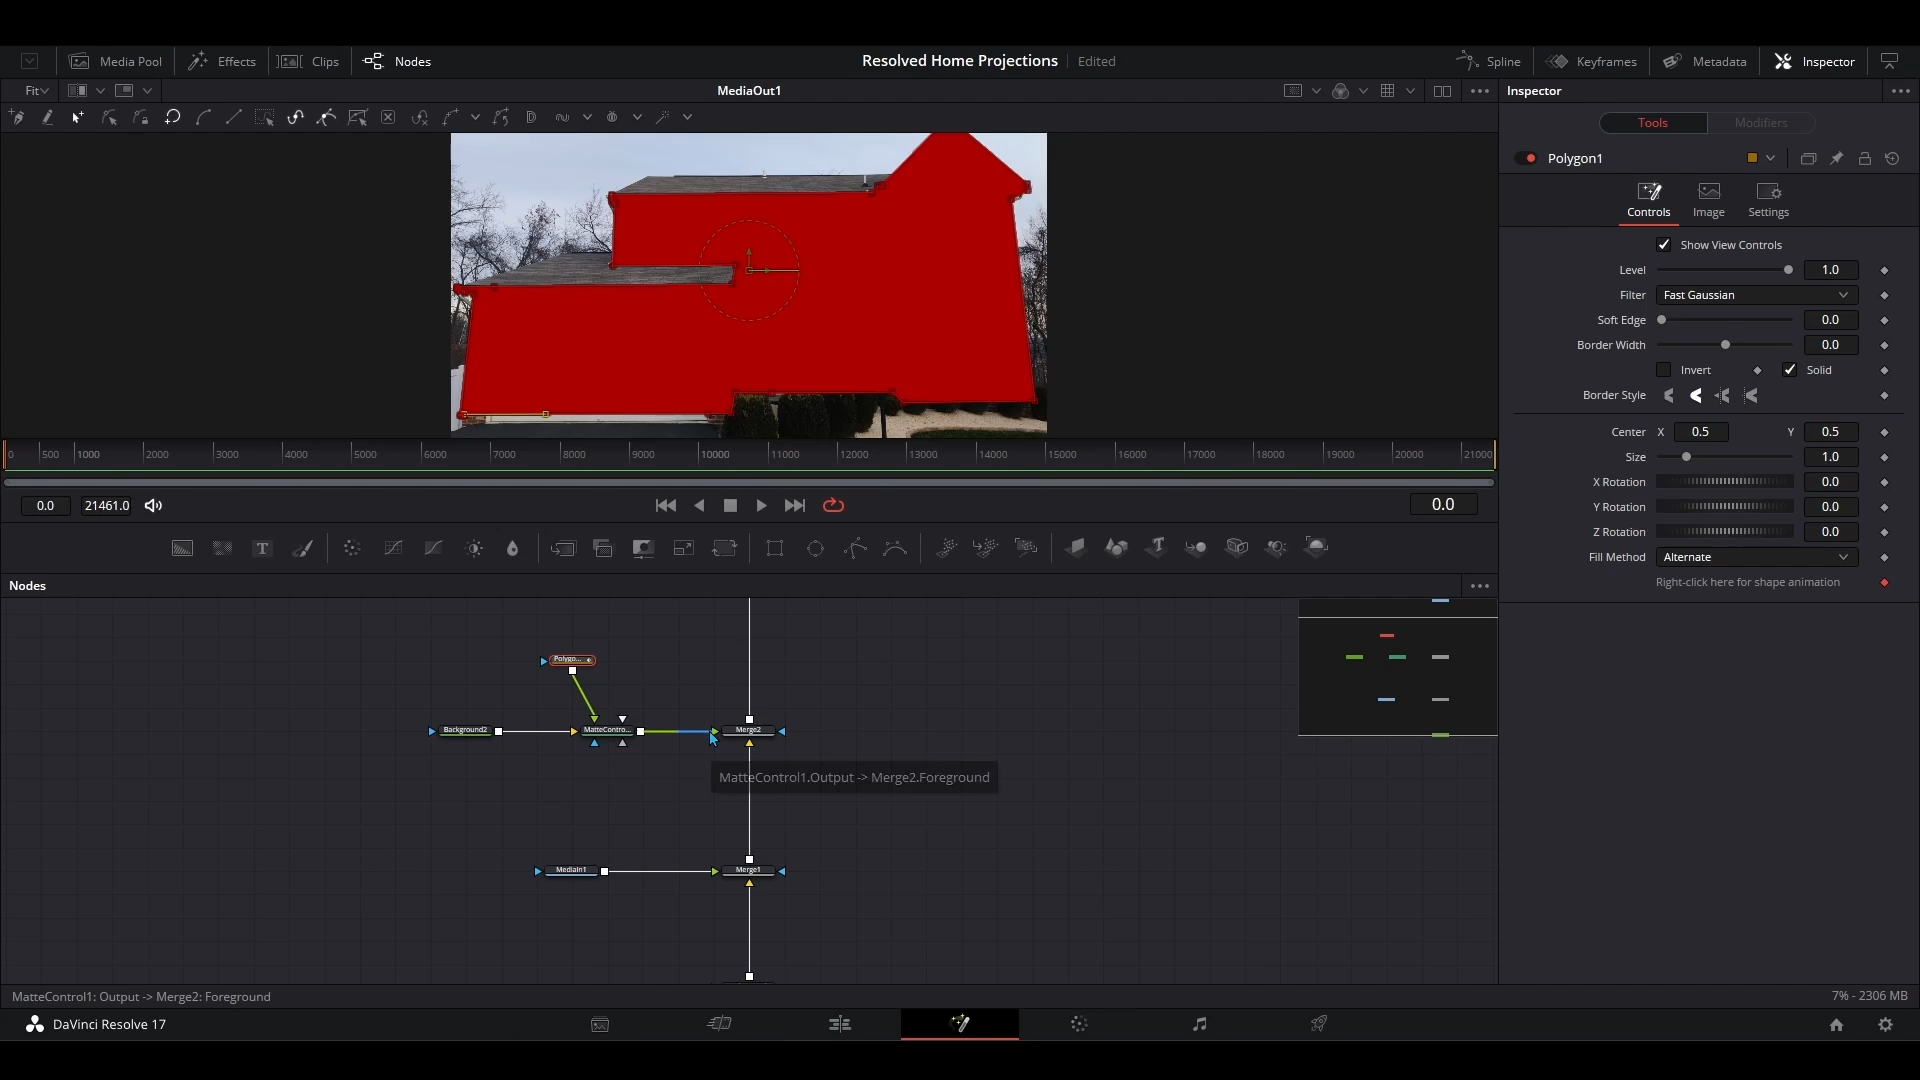 Media Pool Effects Clips Nodes Resolved Home Projections Edited Spline Keyframes Metadata Inspector
Fit MediaOut1 Inspector
Tools Modifiers
Polygon1
Controls Image Settings
Show View Controls
Level 1.0
Filter Fast Gaussian
Soft Edge 0.0
Border Width 0.0
Invert Solid
Border Style
Center X 0.5 Y 0.5
Size 1.0
X Rotation 0.0
Y Rotation 0.0
Z Rotation 0.0
Fill Method Alternate
Right-click here for shape animation
0 500 1000 2000 3000 4000 5000 6000 7000 8000 9000 10000 11000 12000 13000 14000 15000 16000 17000 18000 19000 20000 21000
0.0 21461.0 0.0
Nodes
Polygo...
Background2 MatteContro... Merge2
MatteControl1.Output -> Merge2.Foreground
MediaIn1 Merge1
MatteControl1: Output -> Merge2: Foreground 7% - 2306 MB
DaVinci Resolve 17